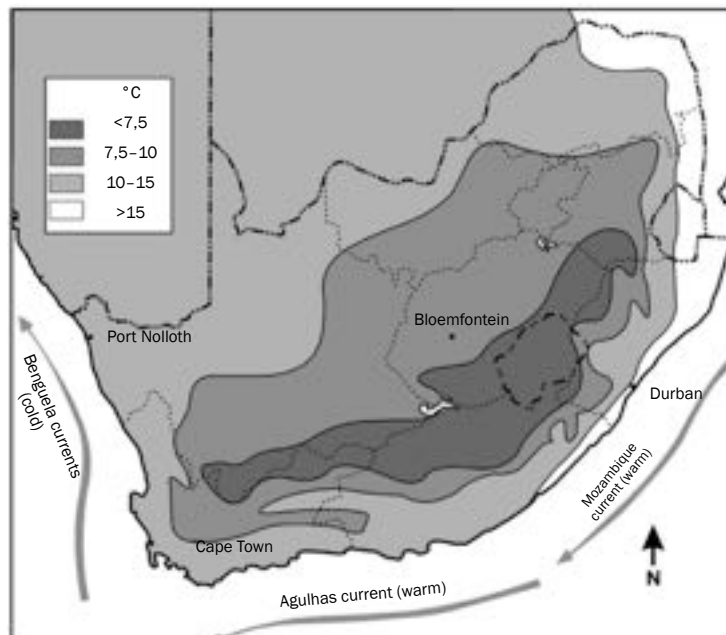 °C
<7,5
7,5–10
10–15
>15
Port Nolloth
Bloemfontein
Durban
Benguela currents
(cold)
Mozambique
current (warm)
Cape Town
N
Agulhas current (warm)